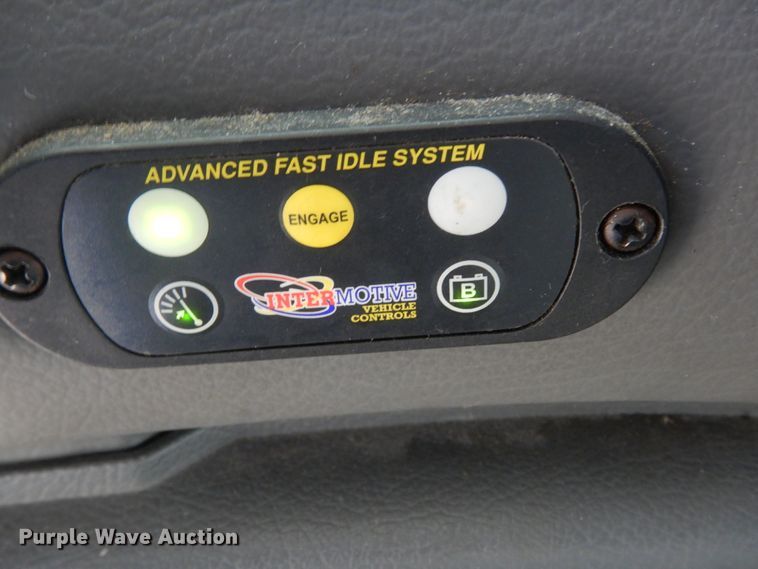 ADVANCED FAST IDLE SYSTEM
ENGAGE
INTERMOTIVE
VEHICLE
CONTROLS
B
Purple Wave Auction